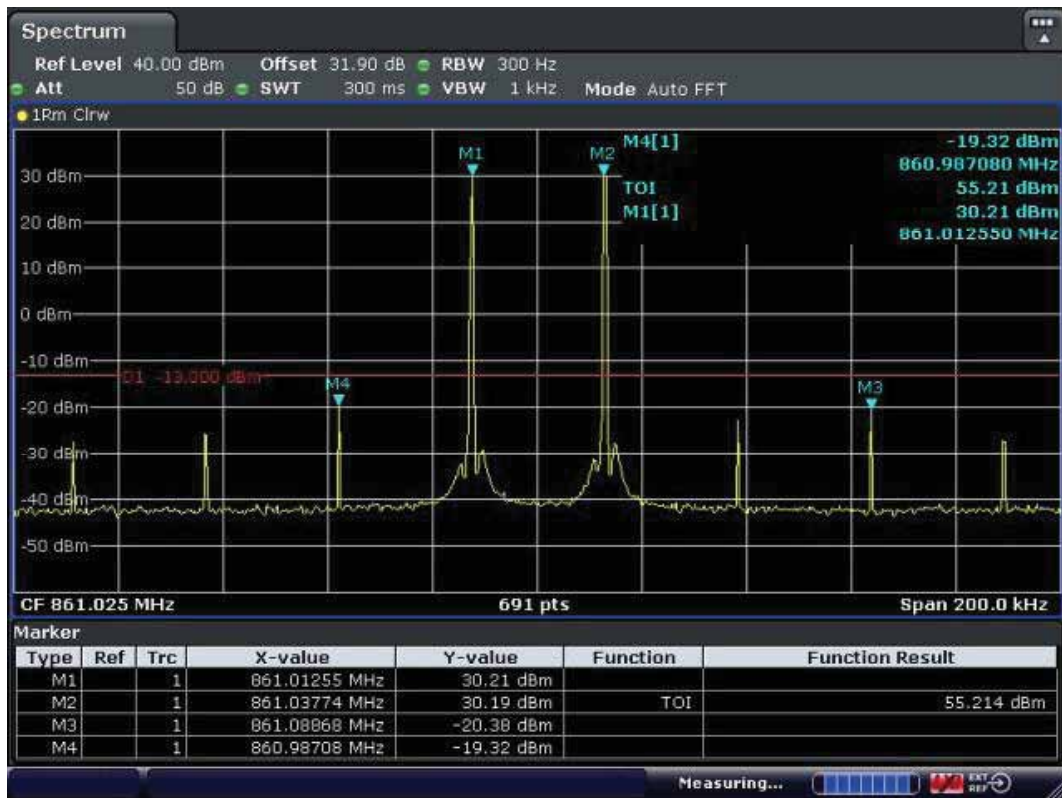 Spectrum
Ref Level 40.00 dBm Offset 31.90 dB RBW 300 Hz
Att 50 dB SWT 300 ms VBW 1 kHz Mode Auto FFT
1Rm Clrw
M1 M2 M4[1] -19.32 dBm
860.987080 MHz
30 dBm TOI 55.21 dBm
M1[1] 30.21 dBm
20 dBm 861.012550 MHz
10 dBm
0 dBm
-10 dBm
D1 -13.000 dBm
M4 M3
-20 dBm
-30 dBm
-40 dBm
-50 dBm
CF 861.025 MHz 691 pts Span 200.0 kHz
Marker
Type Ref Trc X-value Y-value Function Function Result
M1 1 861.01255 MHz 30.21 dBm
M2 1 861.03774 MHz 30.19 dBm TOI 55.214 dBm
M3 1 861.08868 MHz -20.38 dBm
M4 1 860.98708 MHz -19.32 dBm
Measuring... EXT REF